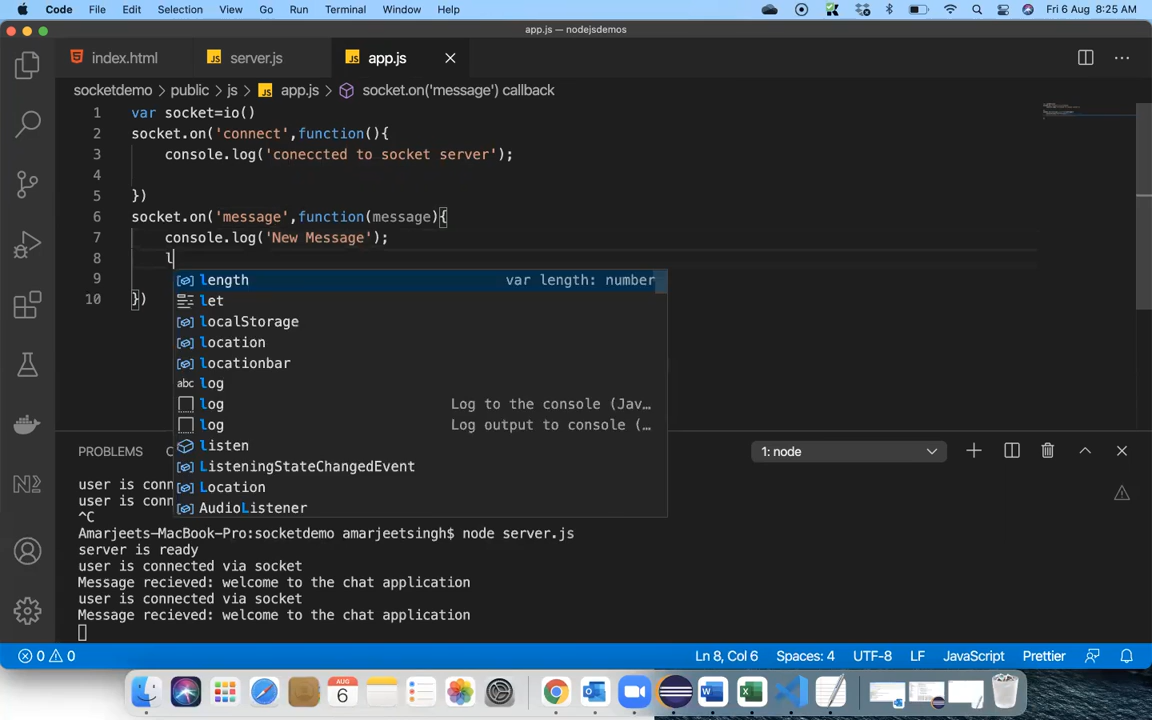 Code File Edit Selection View Go Run Terminal Window Help Fri 6 Aug 8:25 AM
app.js — nodejsdemos
index.html JS server.js JS app.js
socketdemo > public > js > JS app.js > socket.on('message') callback
1 var socket=io()
2 socket.on('connect',function(){
3 console.log('coneccted to socket server');
4
5 })
6 socket.on('message',function(message){
7 console.log('New Message');
8 l
9
10 })
length var length: number
let
localStorage
location
locationbar
abc log
log Log to the console (Jav…
log Log output to console (…
listen
ListeningStateChangedEvent
Location
AudioListener
PROBLEMS 1: node
user is conn
user is conn
^C
Amarjeets-MacBook-Pro:socketdemo amarjeetsingh$ node server.js
server is ready
user is connected via socket
Message recieved: welcome to the chat application
user is connected via socket
Message recieved: welcome to the chat application
0 0 Ln 8, Col 6 Spaces: 4 UTF-8 LF JavaScript Prettier
AUG
6